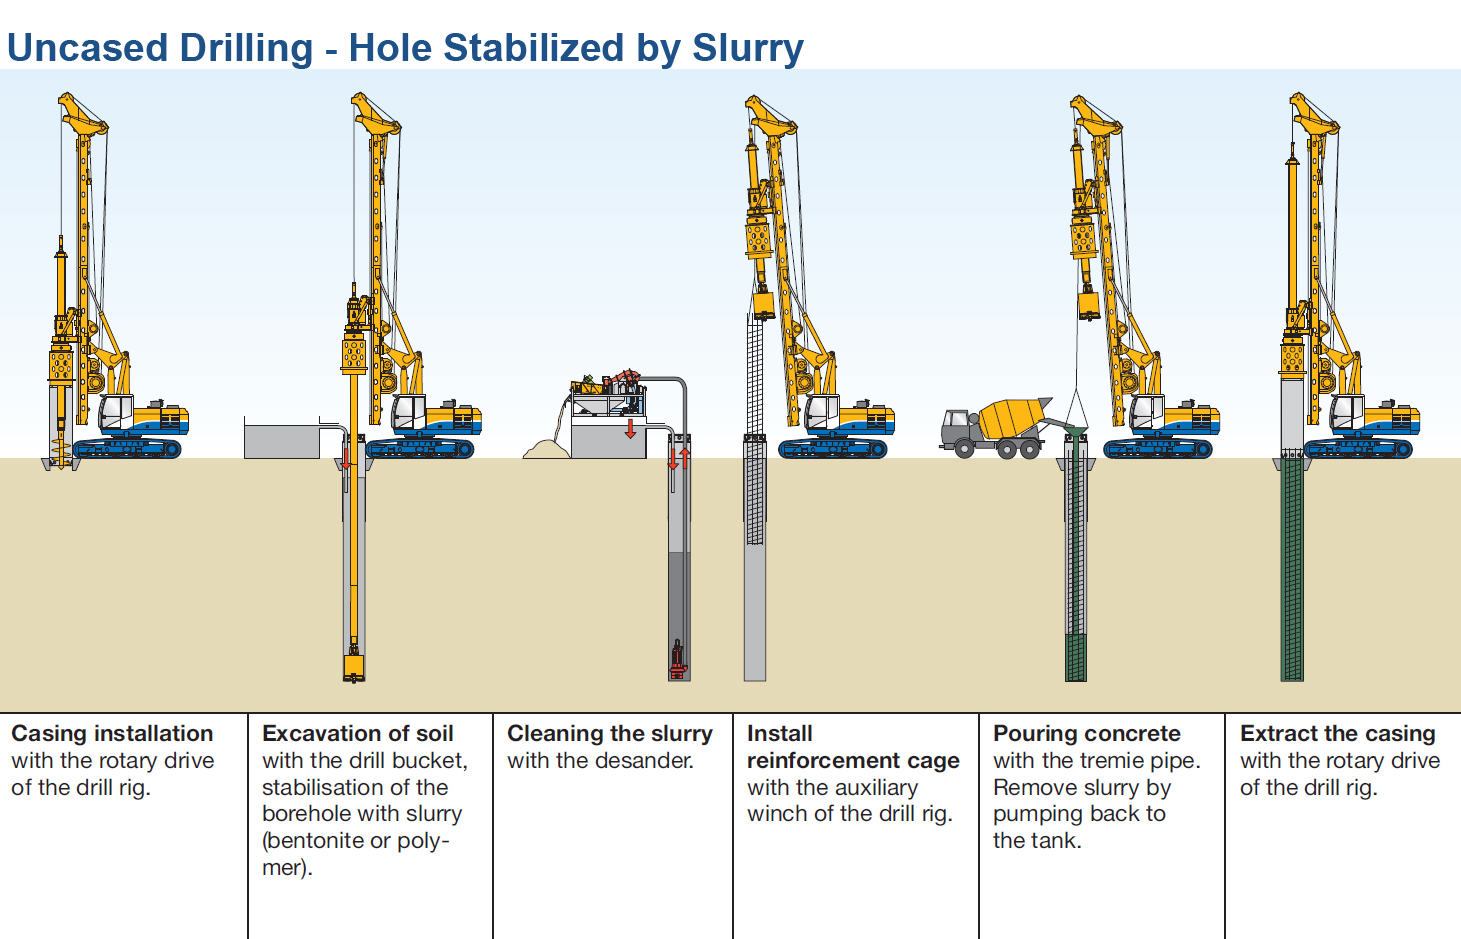 Uncased Drilling - Hole Stabilized by Slurry
Casing installation
with the rotary drive
of the drill rig.
Excavation of soil
with the drill bucket,
stabilisation of the
borehole with slurry
(bentonite or poly-
mer).
Cleaning the slurry
with the desander.
Install
reinforcement cage
with the auxiliary
winch of the drill rig.
Pouring concrete
with the tremie pipe.
Remove slurry by
pumping back to
the tank.
Extract the casing
with the rotary drive
of the drill rig.